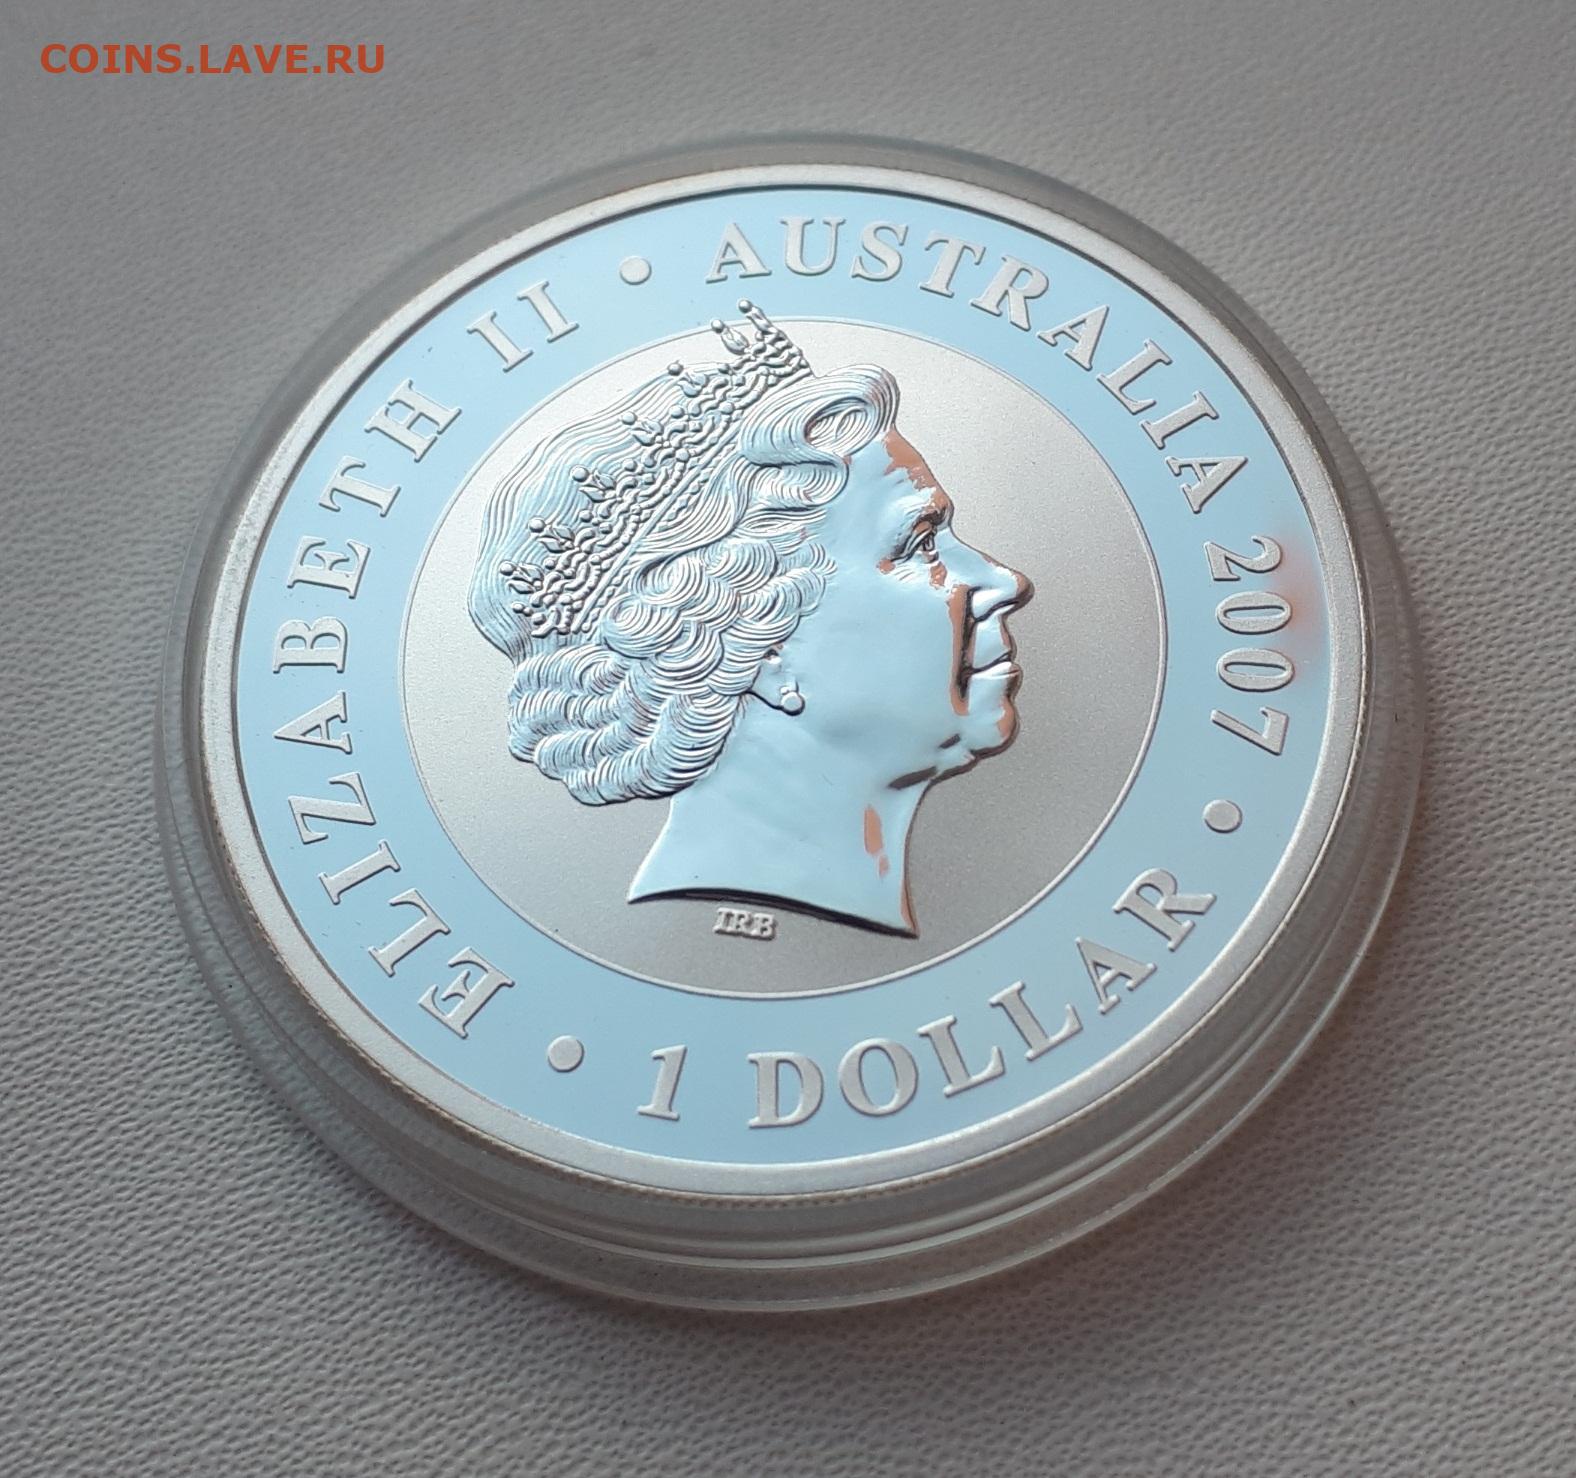 COINS.LAVE.RU
ELIZABETH II • AUSTRALIA 2007 •
1 DOLLAR •
IRB